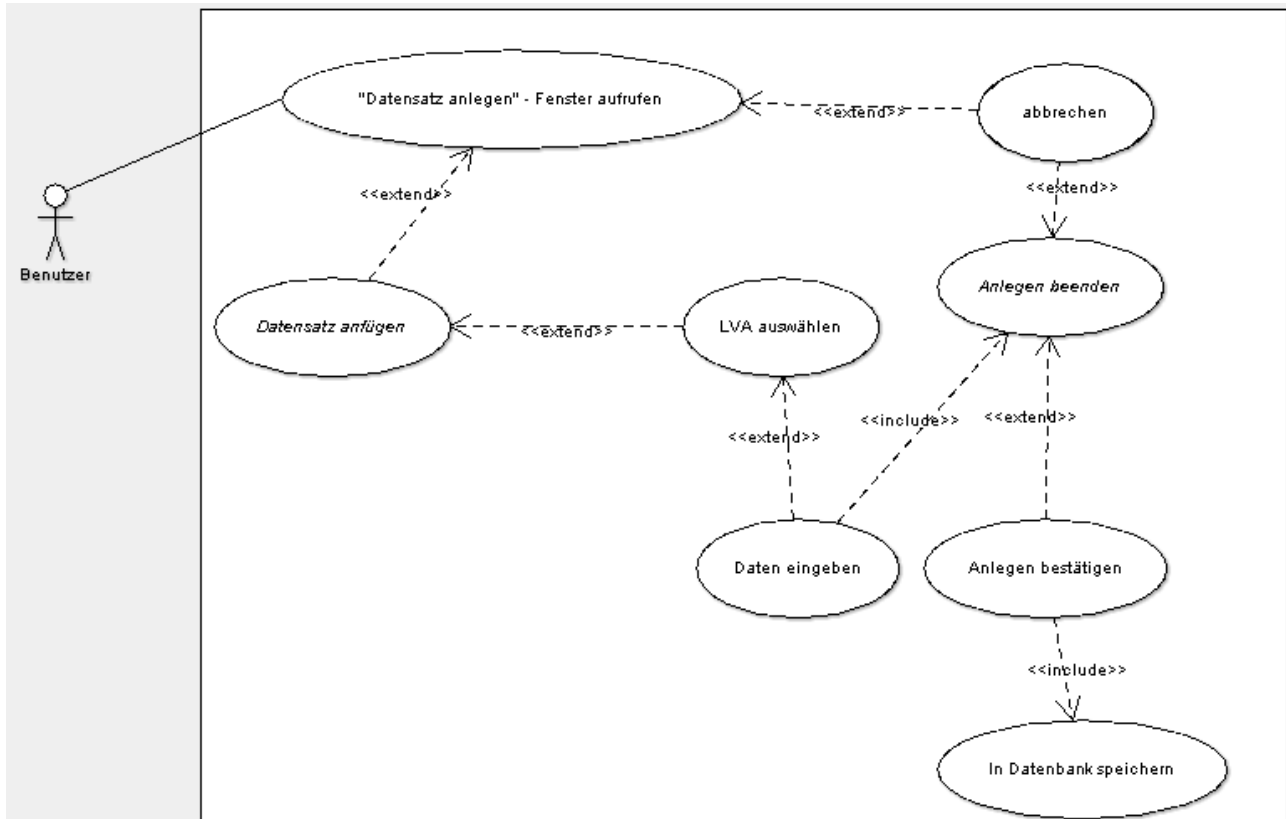 "Datensatz anlegen" - Fenster aufrufen
<<extend>>
abbrechen
<<extend>>
<<extend>>
Benutzer
Anlegen beenden
Datensatz anfügen
<<extend>>
LVA auswählen
<<extend>>
<<include>>
<<extend>>
Daten eingeben
Anlegen bestätigen
<<include>>
In Datenbank speichern